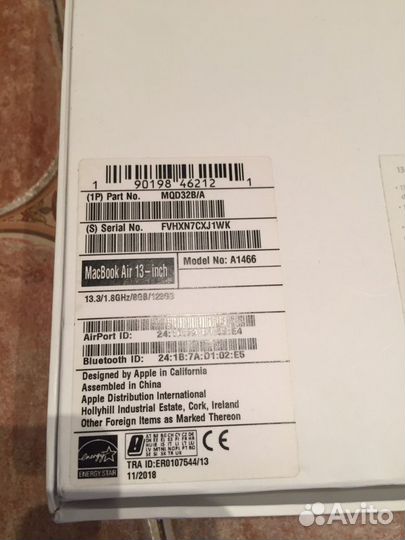 1 90198 46212 1
(1P) Part No. MQD32B/A
(S) Serial No. FVHXN7CXJ1WK
MacBook Air 13-inch
Model No: A1466
13.3/1.8GHz/8GB/128GB
AirPort ID:
Bluetooth ID: 24:1B:7A:D1:02:E5
Designed by Apple in California
Assembled in China
Apple Distribution International
Hollyhill Industrial Estate, Cork, Ireland
Other Foreign Items as Marked Thereon
energy
ENERGY STAR
CE
TRA ID:ER0107544/13
11/2018
Avito